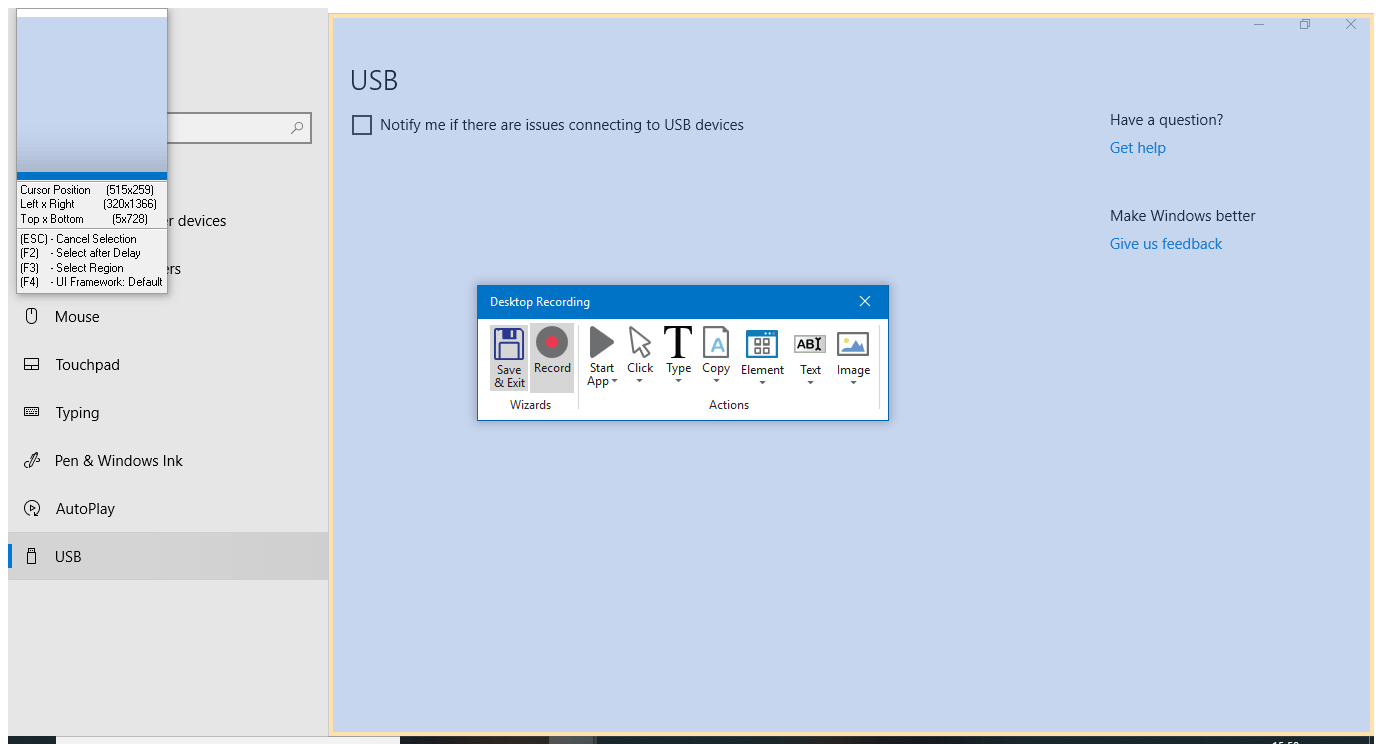 Cursor Position (515x259)
Left x Right (320x1366)
Top x Bottom (5x728)
(ESC) - Cancel Selection
(F2) - Select after Delay
(F3) - Select Region
(F4) - UI Framework: Default
devices
Mouse
Touchpad
Typing
Pen & Windows Ink
AutoPlay
USB
USB
Notify me if there are issues connecting to USB devices
Have a question?
Get help
Make Windows better
Give us feedback
Desktop Recording
Save
& Exit
Record
Start
App
Click
Type
Copy
Element
ABI
Text
Image
Wizards
Actions